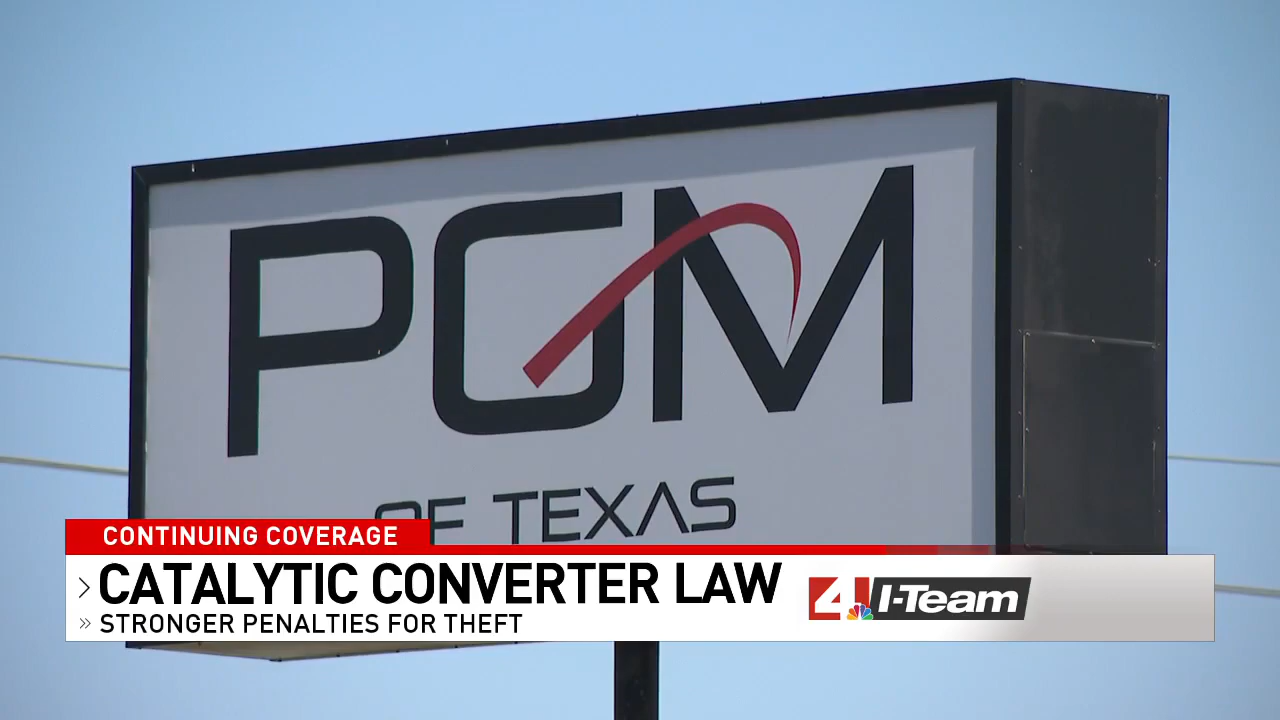 PGM
OF TEXAS
CONTINUING COVERAGE
CATALYTIC CONVERTER LAW
STRONGER PENALTIES FOR THEFT
4 I-TEAM